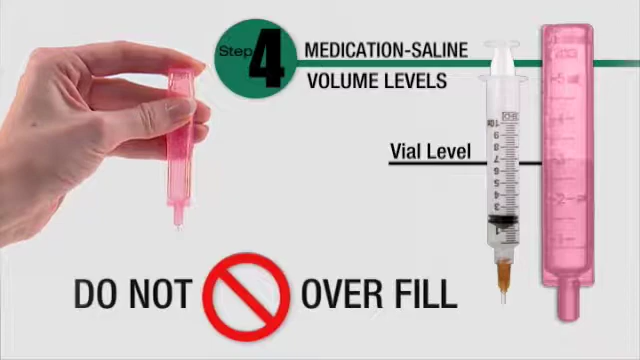 Step 4
MEDICATION-SALINE
VOLUME LEVELS
Vial Level
DO NOT OVER FILL